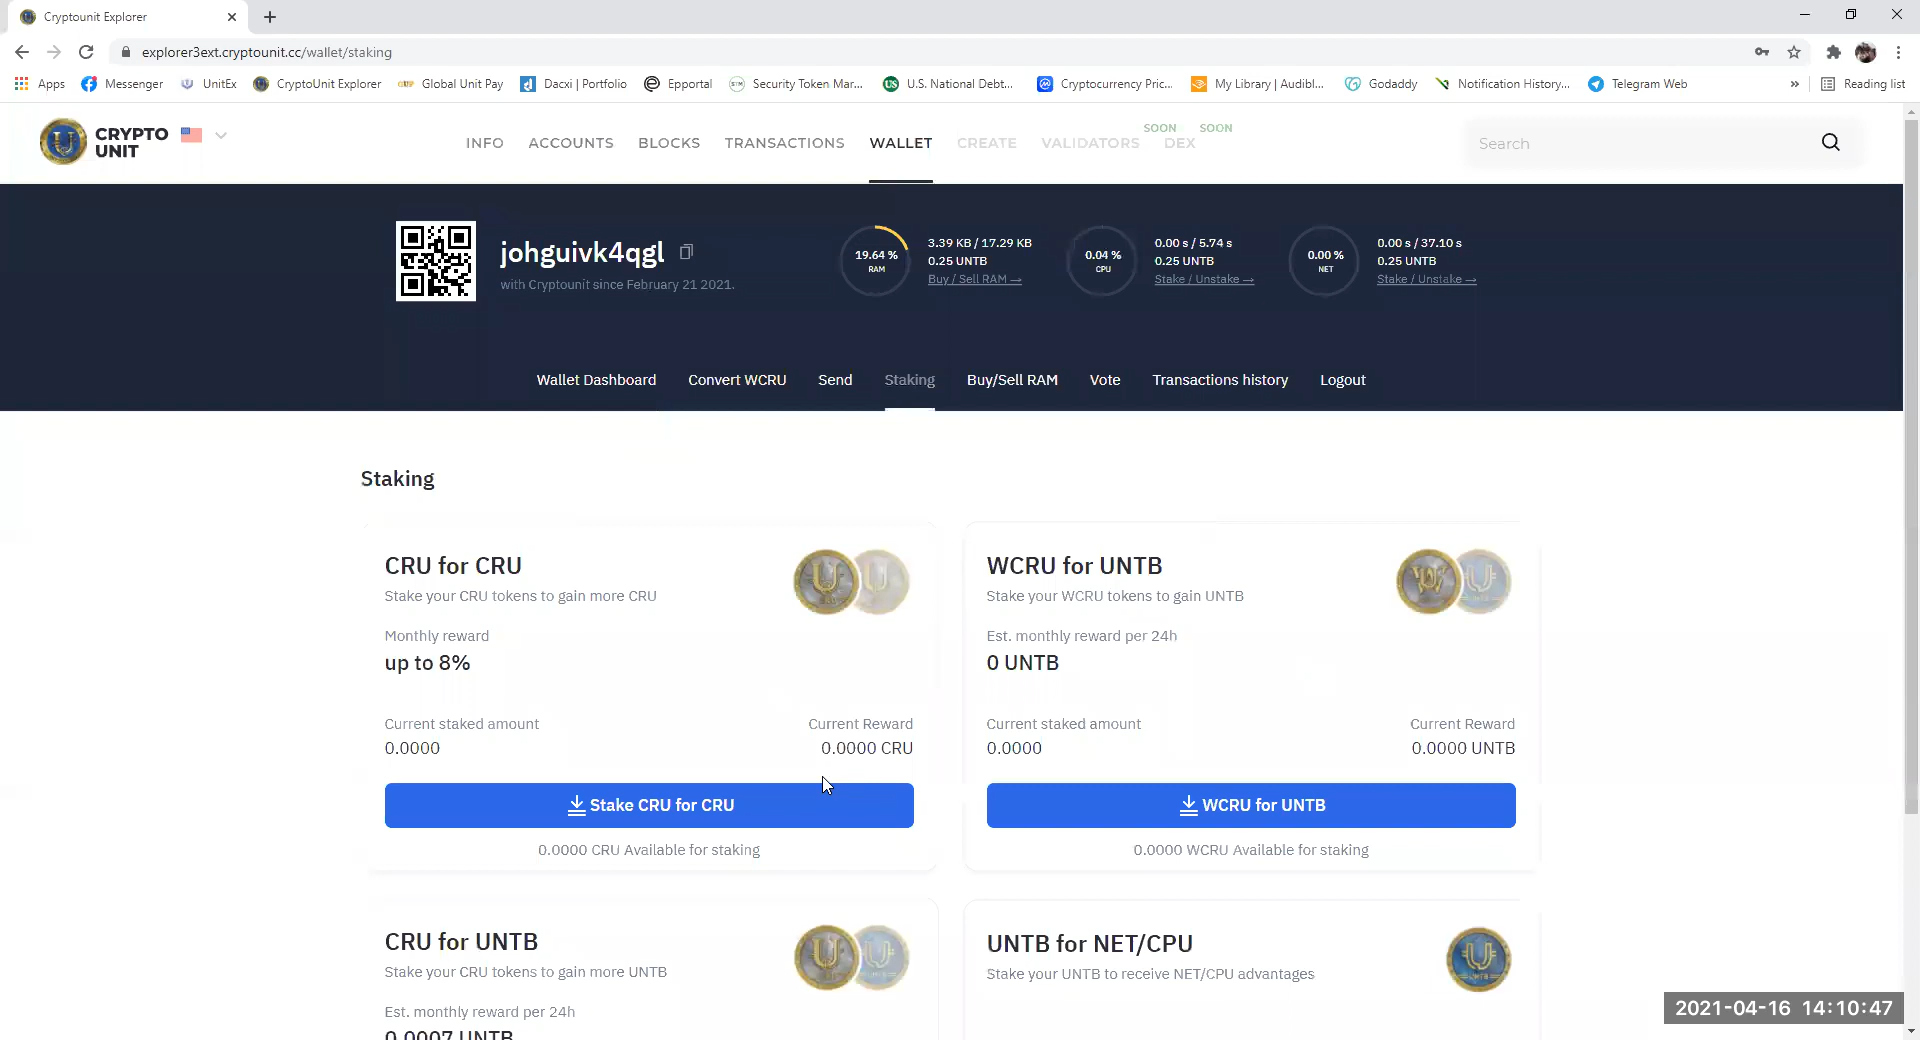 Cryptounit Explorer
explorer3ext.cryptounit.cc/wallet/staking
Apps Messenger UnitEx CryptoUnit Explorer Global Unit Pay Dacxi | Portfolio Epportal Security Token Mar... U.S. National Debt... Cryptocurrency Pric... My Library | Audibl... Godaddy Notification History... Telegram Web » Reading list
CRYPTO UNIT
INFO ACCOUNTS BLOCKS TRANSACTIONS WALLET CREATE VALIDATORS SOON DEX SOON
Search
johguivk4qgl
with Cryptounit since February 21 2021.
19.64 %
RAM
3.39 KB / 17.29 KB
0.25 UNTB
Buy / Sell RAM →
0.04 %
CPU
0.00 s / 5.74 s
0.25 UNTB
Stake / Unstake →
0.00 %
NET
0.00 s / 37.10 s
0.25 UNTB
Stake / Unstake →
Wallet Dashboard Convert WCRU Send Staking Buy/Sell RAM Vote Transactions history Logout
Staking
CRU for CRU
Stake your CRU tokens to gain more CRU
Monthly reward
up to 8%
Current staked amount Current Reward
0.0000 0.0000 CRU
Stake CRU for CRU
0.0000 CRU Available for staking
WCRU for UNTB
Stake your WCRU tokens to gain UNTB
Est. monthly reward per 24h
0 UNTB
Current staked amount Current Reward
0.0000 0.0000 UNTB
WCRU for UNTB
0.0000 WCRU Available for staking
CRU for UNTB
Stake your CRU tokens to gain more UNTB
Est. monthly reward per 24h
0.0007 UNTB
UNTB for NET/CPU
Stake your UNTB to receive NET/CPU advantages
2021-04-16 14:10:47